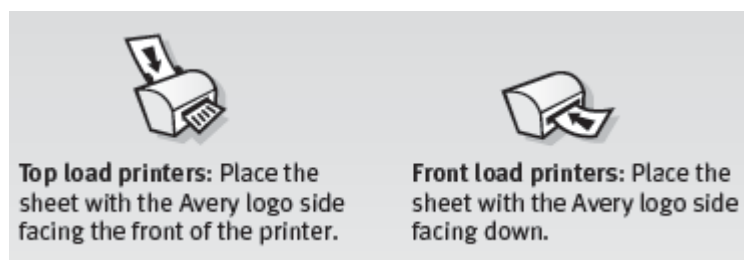 Top load printers: Place the
sheet with the Avery logo side
facing the front of the printer.
Front load printers: Place the
sheet with the Avery logo side
facing down.